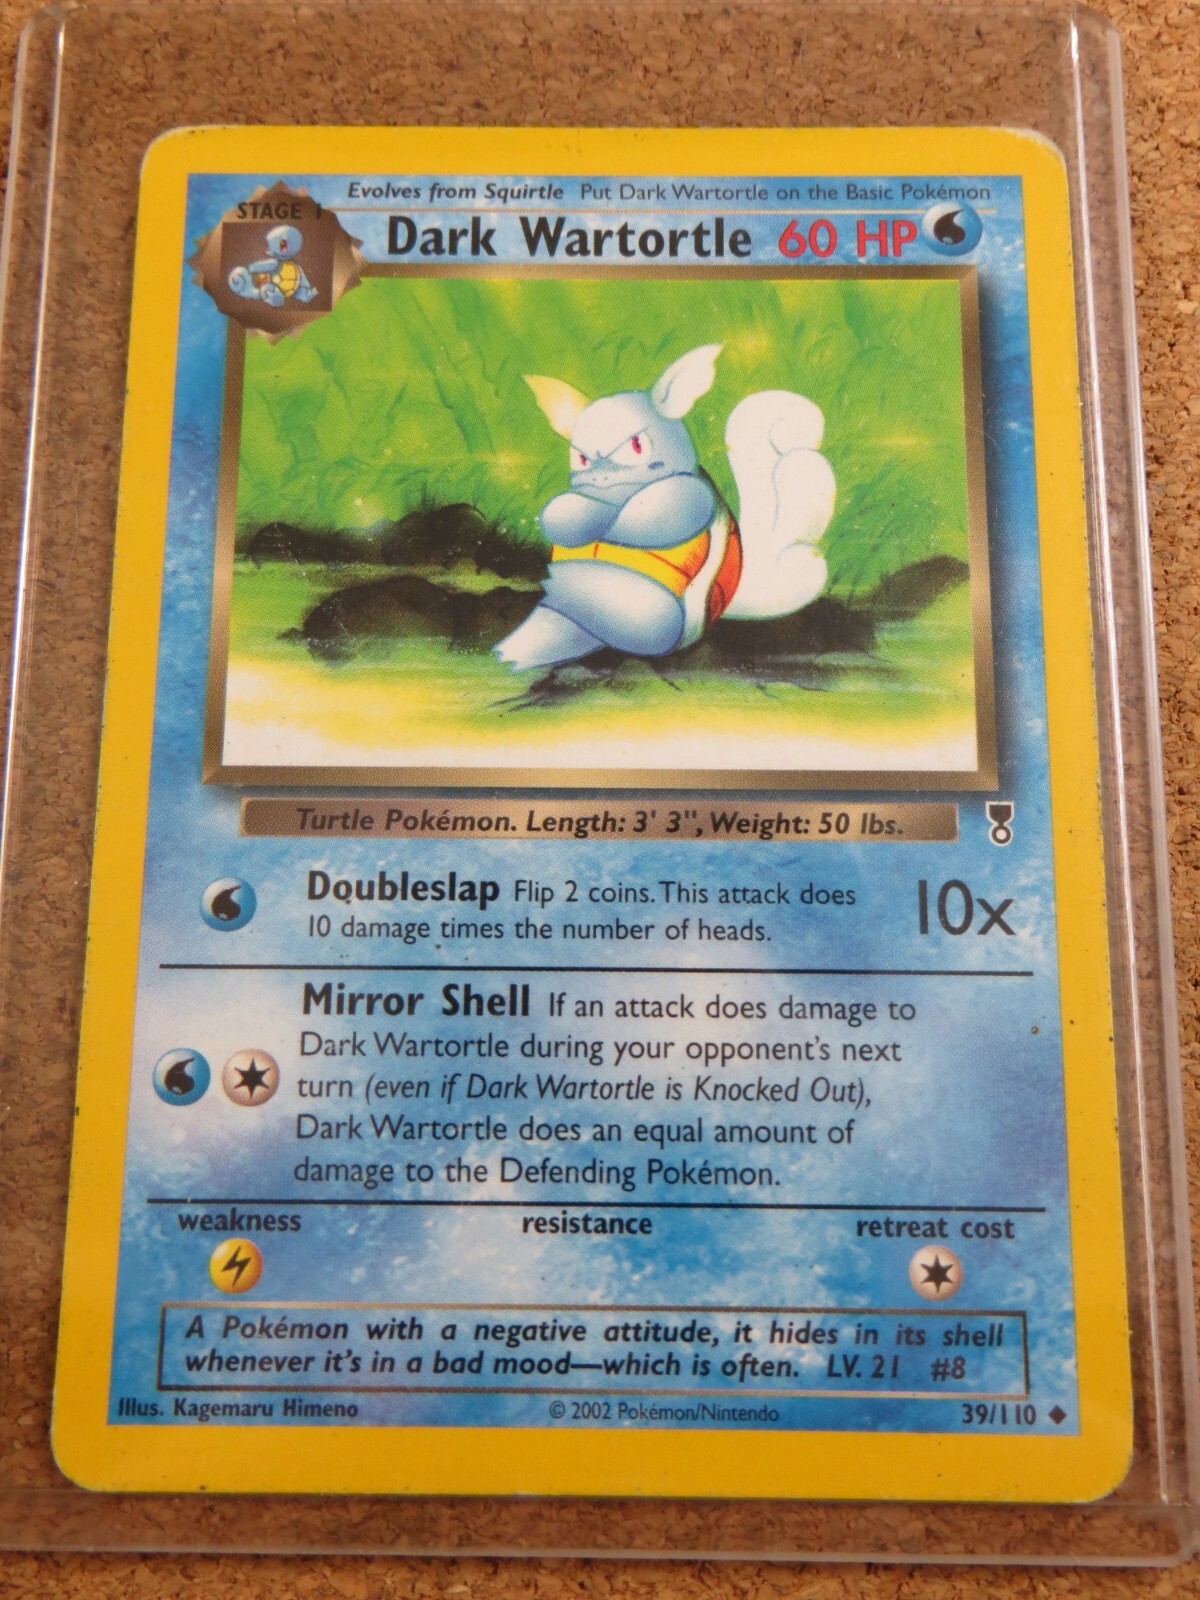 Evolves from Squirtle Put Dark Wartortle on the Basic Pokémon
STAGE 1
Dark Wartortle 60 HP
Turtle Pokémon. Length: 3' 3", Weight: 50 lbs.
Doubleslap Flip 2 coins. This attack does
10 damage times the number of heads.
10x
Mirror Shell If an attack does damage to
Dark Wartortle during your opponent's next
turn (even if Dark Wartortle is Knocked Out),
Dark Wartortle does an equal amount of
damage to the Defending Pokémon.
weakness resistance retreat cost
A Pokémon with a negative attitude, it hides in its shell
whenever it's in a bad mood—which is often. LV. 21 #8
Illus. Kagemaru Himeno © 2002 Pokémon/Nintendo 39/110